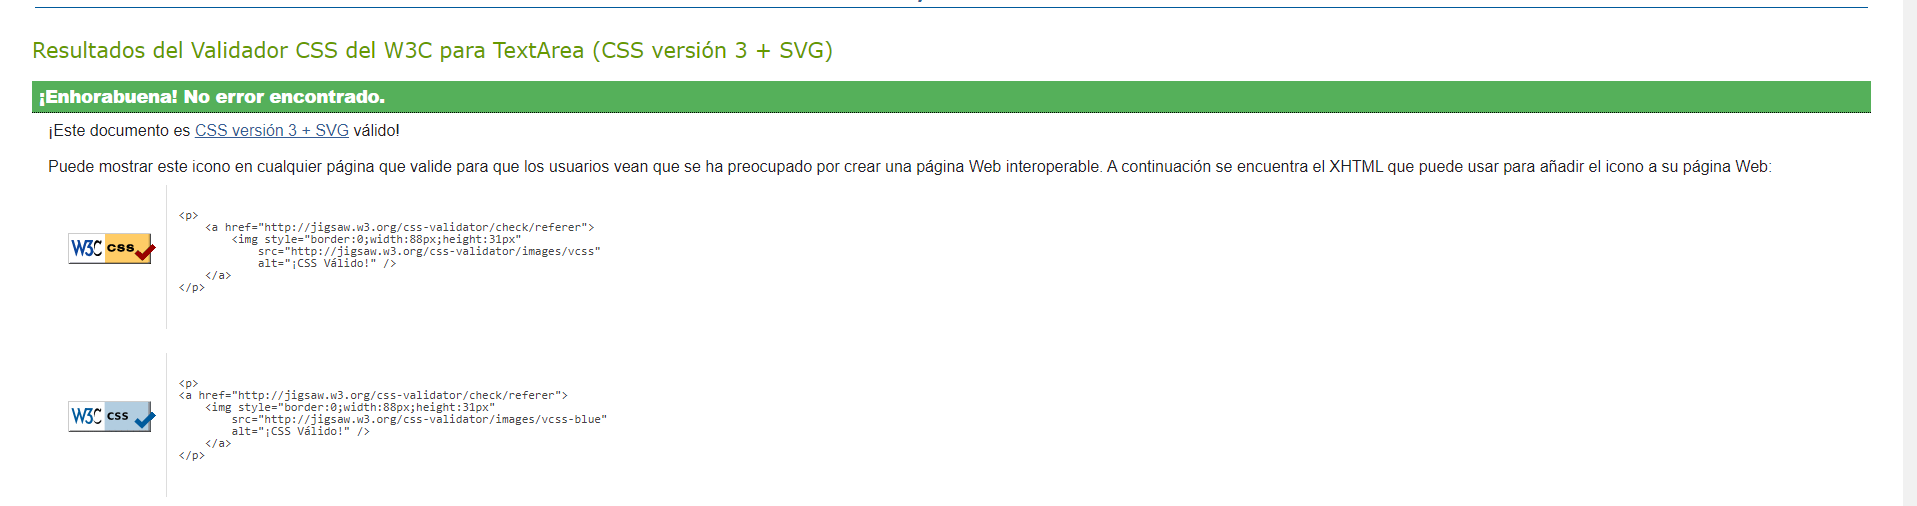 Resultados del Validador CSS del W3C para TextArea (CSS versión 3 + SVG)
¡Enhorabuena! No error encontrado.
¡Este documento es CSS versión 3 + SVG válido!
Puede mostrar este icono en cualquier página que valide para que los usuarios vean que se ha preocupado por crear una página Web interoperable. A continuación se encuentra el XHTML que puede usar para añadir el icono a su página Web:
W3C css
<p>
<a href="http://jigsaw.w3.org/css-validator/check/referer">
<img style="border:0;width:88px;height:31px"
src="http://jigsaw.w3.org/css-validator/images/vcss"
alt="¡CSS Válido!" />
</a>
</p>
W3C css
<p>
<a href="http://jigsaw.w3.org/css-validator/check/referer">
<img style="border:0;width:88px;height:31px"
src="http://jigsaw.w3.org/css-validator/images/vcss-blue"
alt="¡CSS Válido!" />
</a>
</p>